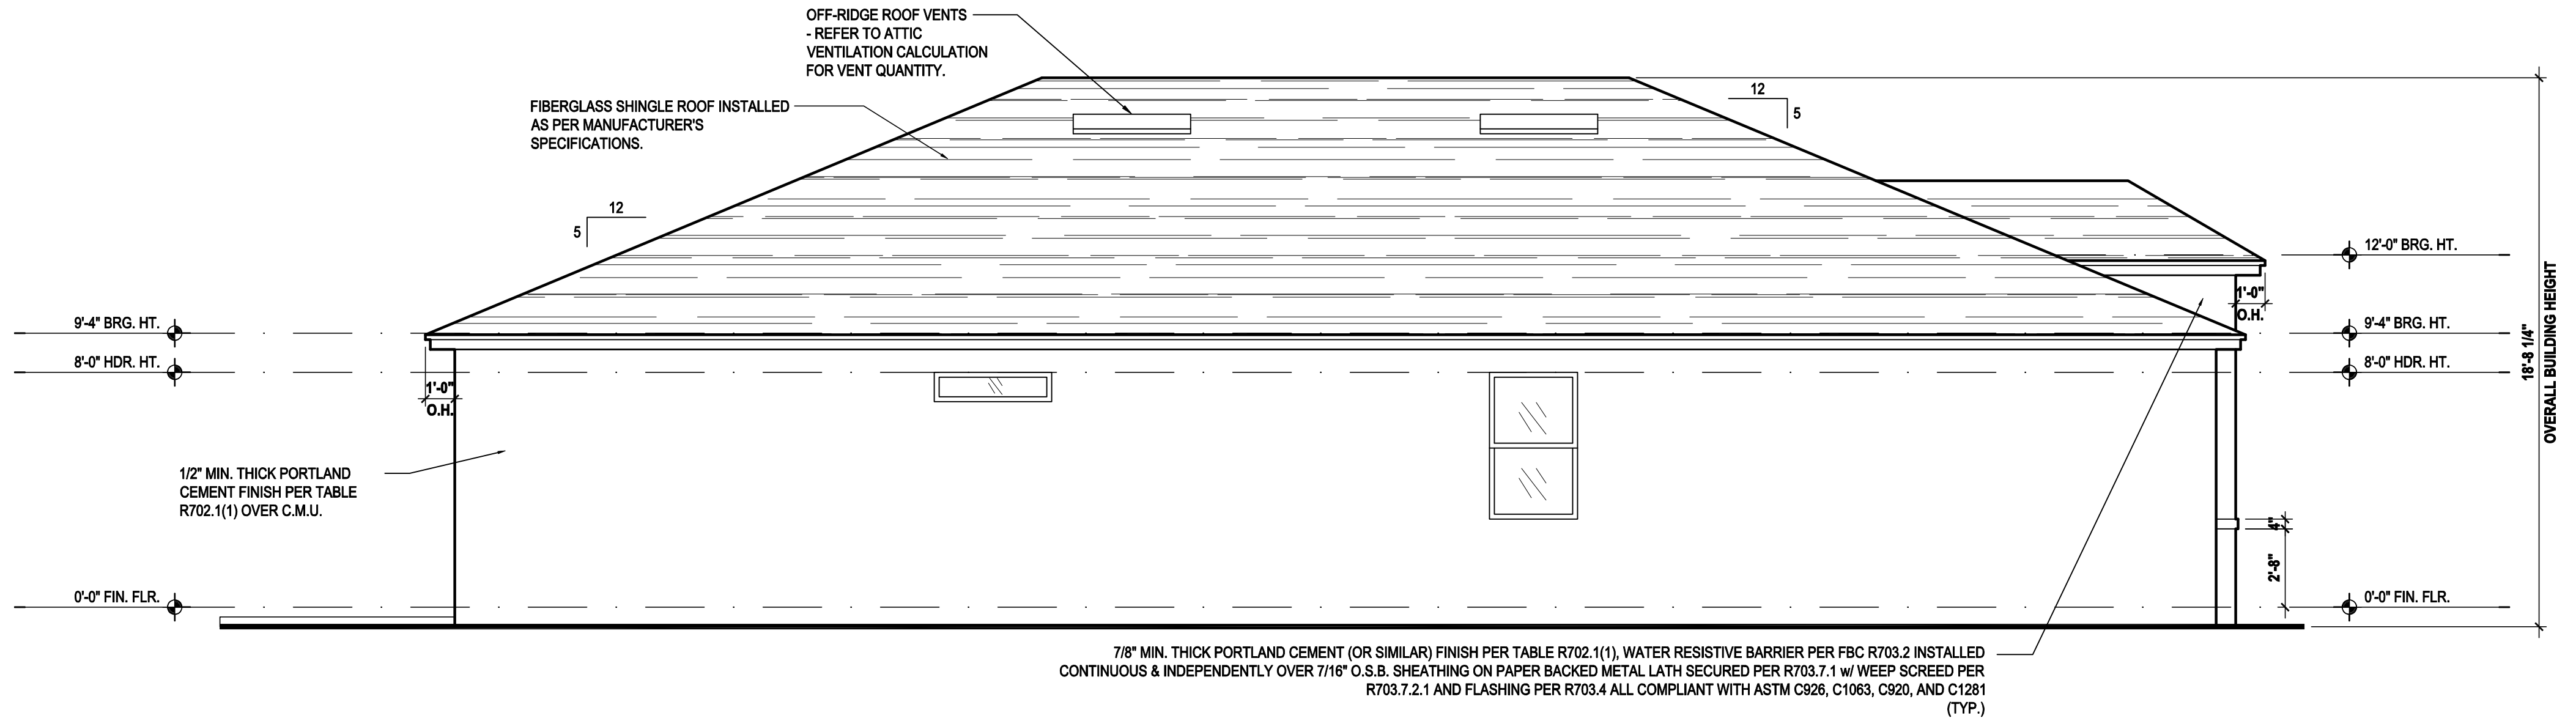 OFF-RIDGE ROOF VENTS
- REFER TO ATTIC
VENTILATION CALCULATION
FOR VENT QUANTITY.
FIBERGLASS SHINGLE ROOF INSTALLED
AS PER MANUFACTURER'S
SPECIFICATIONS.
12
5
12
5
12'-0" BRG. HT.
1'-0"
O.H.
9'-4" BRG. HT.
9'-4" BRG. HT.
8'-0" HDR. HT.
8'-0" HDR. HT.
18'-8 1/4"
OVERALL BUILDING HEIGHT
1'-0"
O.H.
1/2" MIN. THICK PORTLAND
CEMENT FINISH PER TABLE
R702.1(1) OVER C.M.U.
4"
2'-8"
0'-0" FIN. FLR.
0'-0" FIN. FLR.
7/8" MIN. THICK PORTLAND CEMENT (OR SIMILAR) FINISH PER TABLE R702.1(1), WATER RESISTIVE BARRIER PER FBC R703.2 INSTALLED
CONTINUOUS & INDEPENDENTLY OVER 7/16" O.S.B. SHEATHING ON PAPER BACKED METAL LATH SECURED PER R703.7.1 w/ WEEP SCREED PER
R703.7.2.1 AND FLASHING PER R703.4 ALL COMPLIANT WITH ASTM C926, C1063, C920, AND C1281
(TYP.)